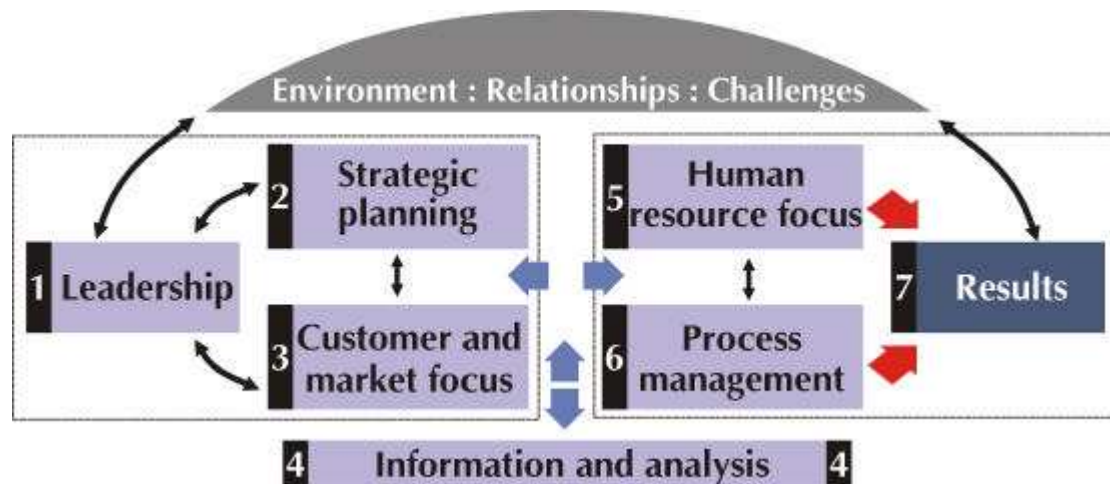 Environment : Relationships : Challenges
1 Leadership
2 Strategic
planning
3 Customer and
market focus
5 Human
resource focus
6 Process
management
7 Results
4 Information and analysis 4